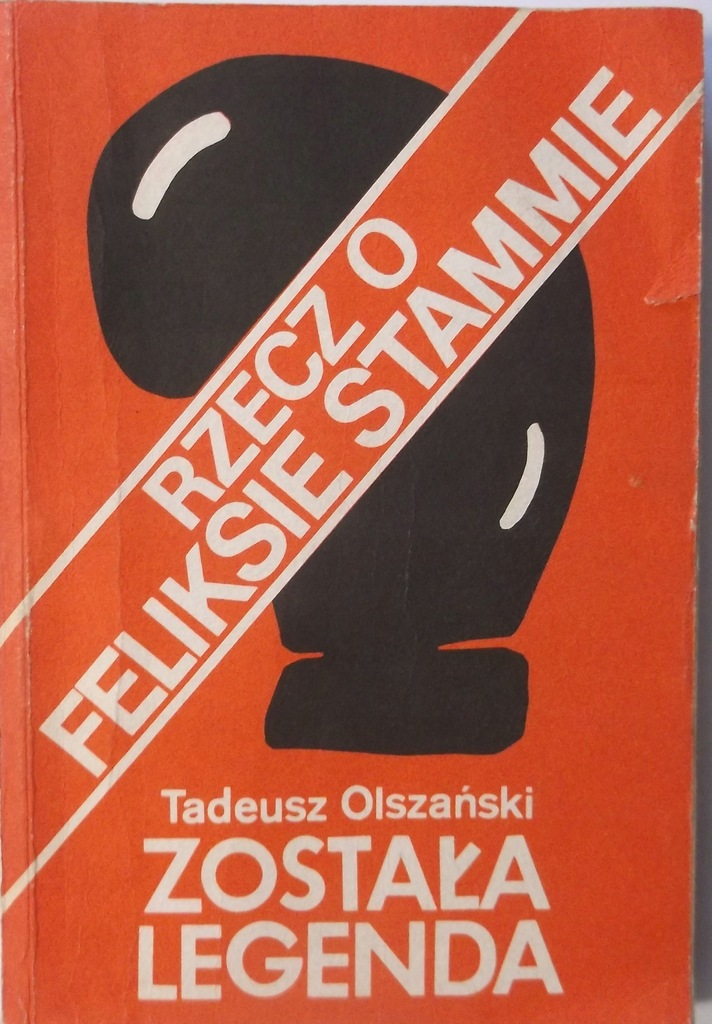 RZECZ O
FELIKSIE STAMMIE
Tadeusz Olszański
ZOSTAŁA
LEGENDA